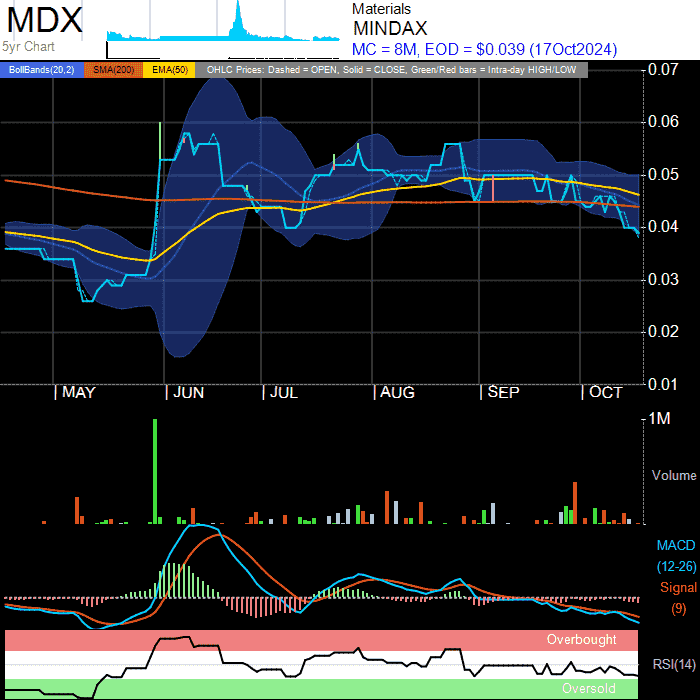 MDX
5yr Chart
Materials
MINDAX
MC = 8M, EOD = $0.039 (17Oct2024)
BollBands(20,2) SMA(200) EMA(50) OHLC Prices: Dashed = OPEN, Solid = CLOSE, Green/Red bars = Intra-day HIGH/LOW
0.07
0.06
0.05
0.04
0.03
0.02
0.01
MAY JUN JUL AUG SEP OCT
1M
Volume
MACD
(12-26)
Signal
(9)
Overbought
RSI(14)
Oversold